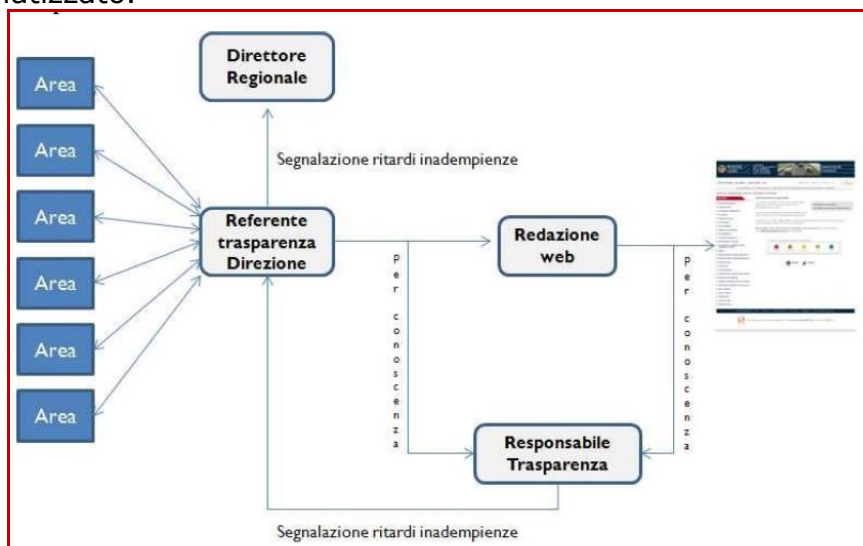 Area
Area
Area
Area
Area
Area
Direttore
Regionale
Segnalazione ritardi inadempienze
Referente
trasparenza
Direzione
Redazione
web
Per conoscenza
Per conoscenza
Responsabile
Trasparenza
Segnalazione ritardi inadempienze